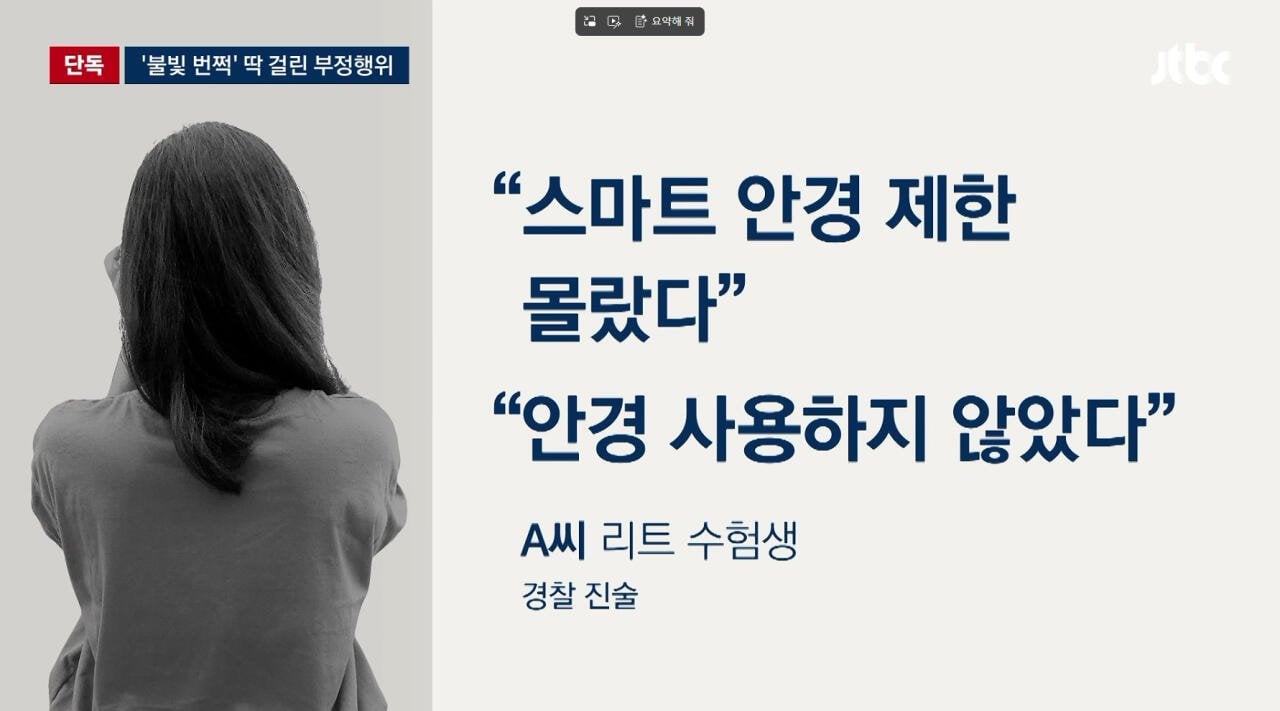 요약해 줘
단독 '불빛 번쩍' 딱 걸린 부정행위
jtbc
“스마트 안경 제한
몰랐다”
“안경 사용하지 않았다”
A씨 리트 수험생
경찰 진술